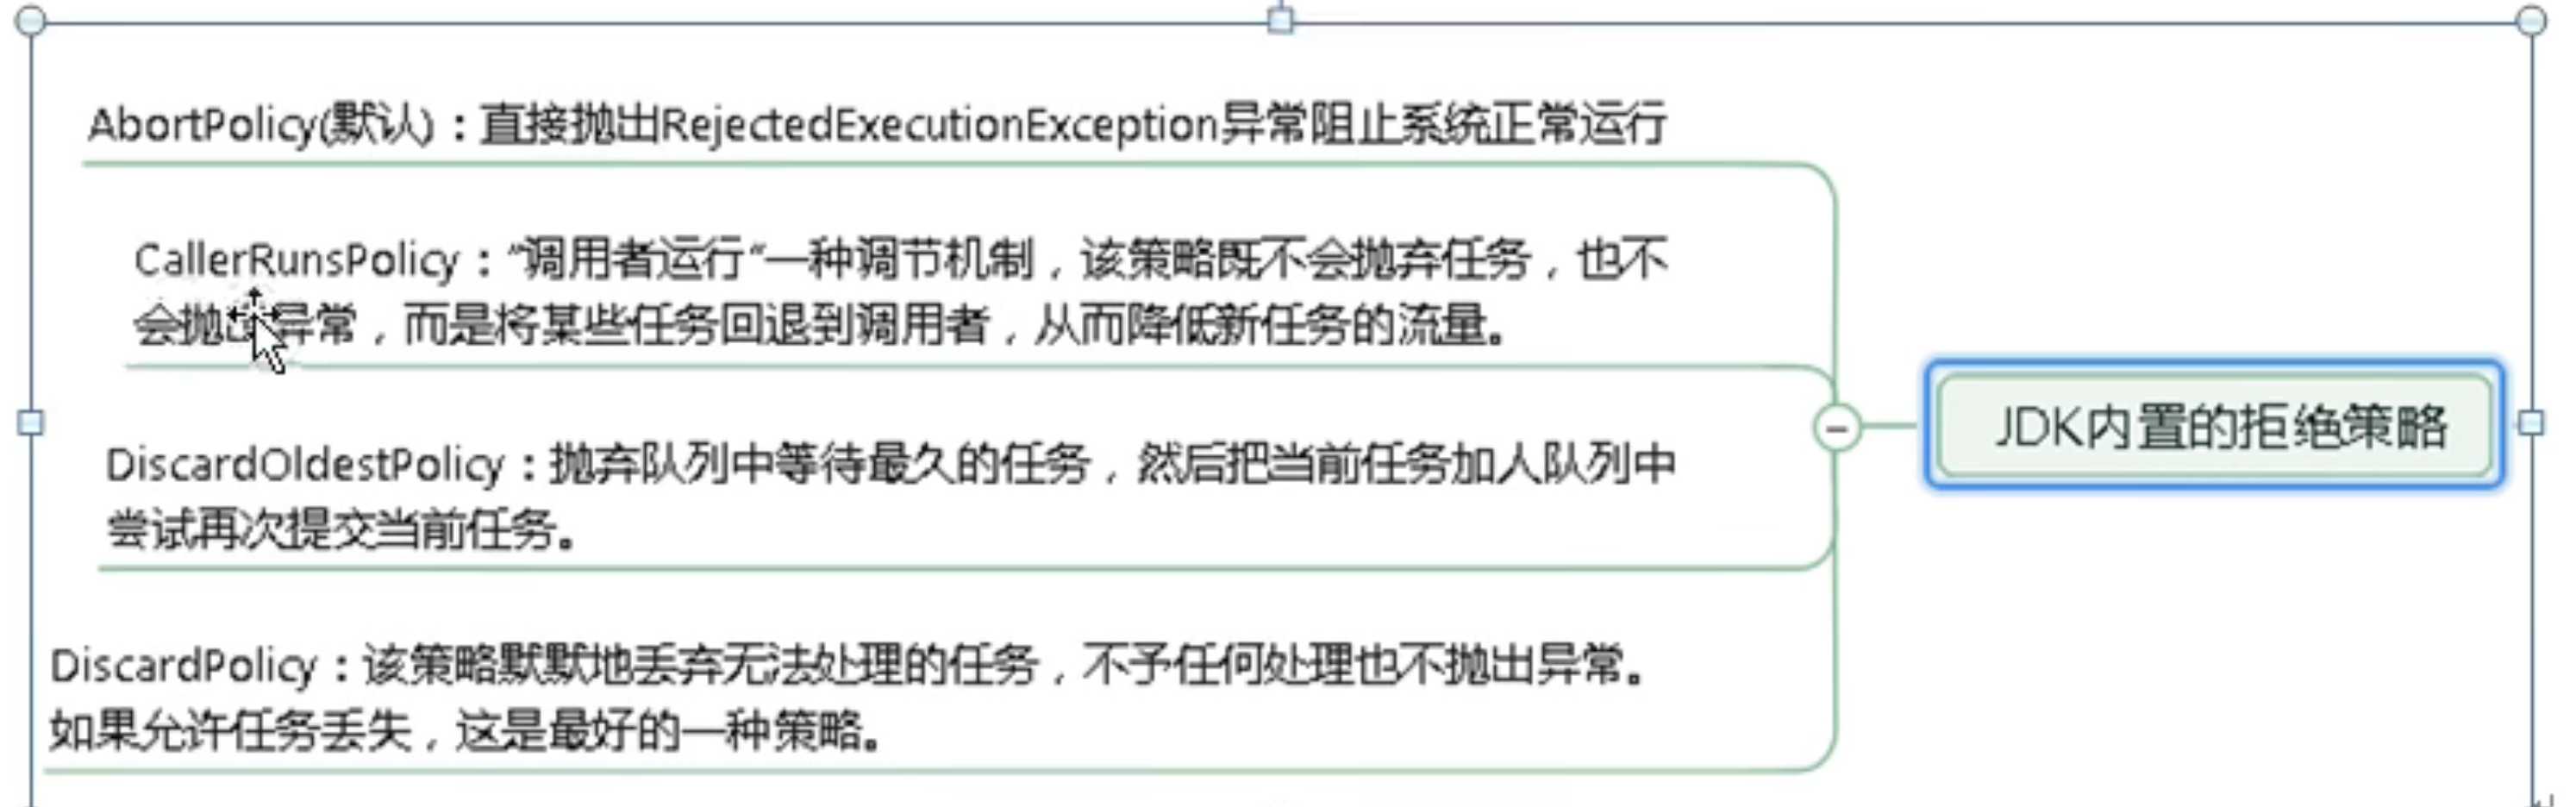 AbortPolicy(默认)：直接抛出RejectedExecutionException异常阻止系统正常运行
CallerRunsPolicy："调用者运行"一种调节机制，该策略既不会抛弃任务，也不
会抛出异常，而是将某些任务回退到调用者，从而降低新任务的流量。
DiscardOldestPolicy：抛弃队列中等待最久的任务，然后把当前任务加人队列中
尝试再次提交当前任务。
DiscardPolicy：该策略默默地丢弃无法处理的任务，不予任何处理也不抛出异常。
如果允许任务丢失，这是最好的一种策略。
JDK内置的拒绝策略